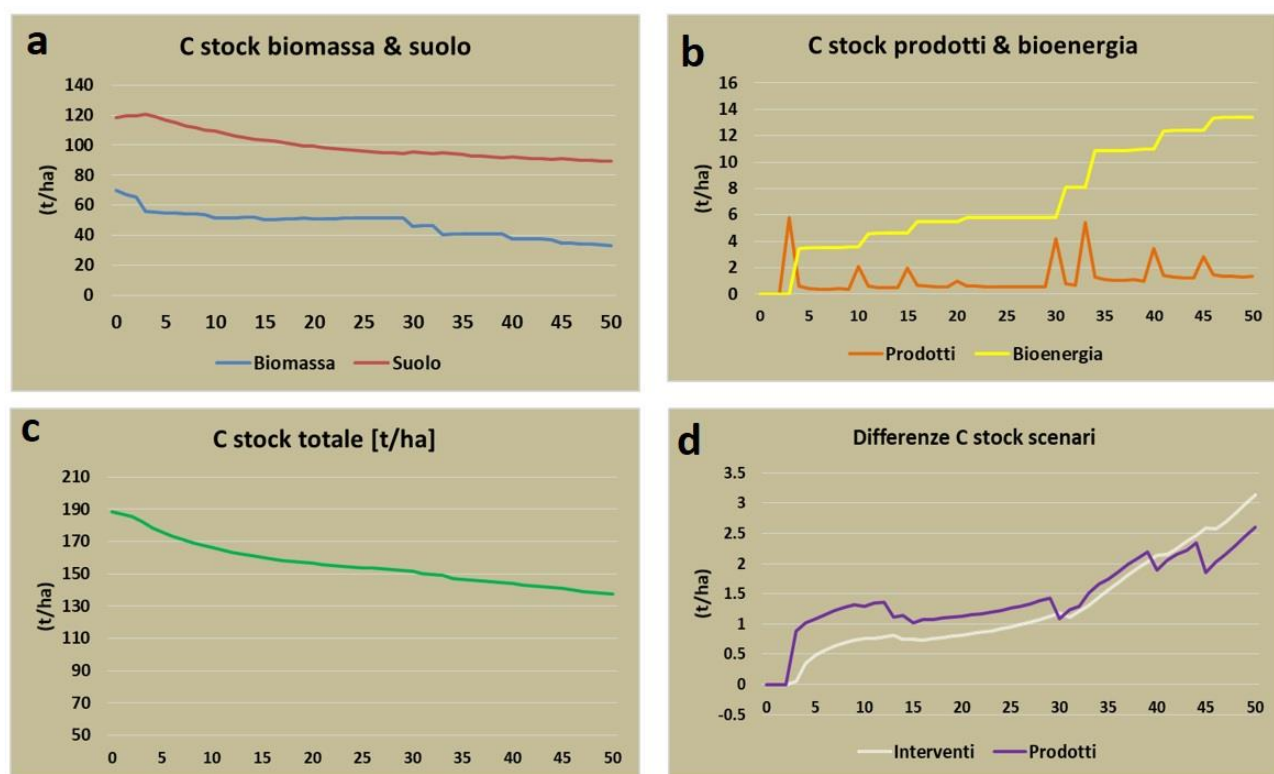 a
C stock biomassa & suolo
(t/ha)
140
120
100
80
60
40
20
0
0 5 10 15 20 25 30 35 40 45 50
Biomassa Suolo
b
C stock prodotti & bioenergia
(t/ha)
16
14
12
10
8
6
4
2
0
0 5 10 15 20 25 30 35 40 45 50
Prodotti Bioenergia
c
C stock totale [t/ha]
(t/ha)
210
190
170
150
130
110
90
70
50
0 5 10 15 20 25 30 35 40 45 50
d
Differenze C stock scenari
(t/ha)
3.5
3
2.5
2
1.5
1
0.5
0
-0.5
0 5 10 15 20 25 30 35 40 45 50
Interventi Prodotti